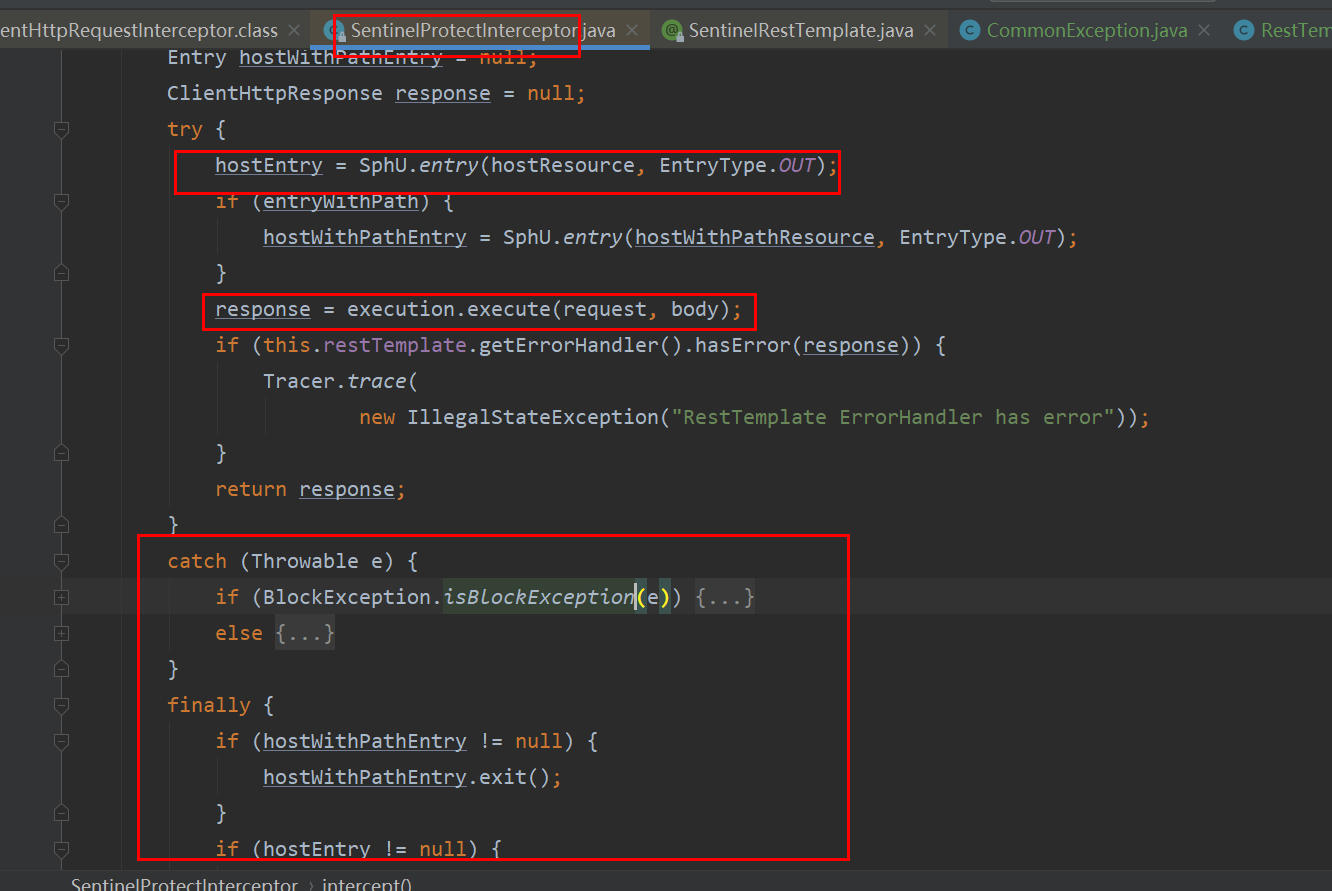 entHttpRequestInterceptor.class × SentinelProtectInterceptor.java × SentinelRestTemplate.java × CommonException.java × RestTem
Entry hostWithPathEntry = null;
ClientHttpResponse response = null;
try {
hostEntry = SphU.entry(hostResource, EntryType.OUT);
if (entryWithPath) {
hostWithPathEntry = SphU.entry(hostWithPathResource, EntryType.OUT);
}
response = execution.execute(request, body);
if (this.restTemplate.getErrorHandler().hasError(response)) {
Tracer.trace(
new IllegalStateException("RestTemplate ErrorHandler has error"));
}
return response;
}
catch (Throwable e) {
if (BlockException.isBlockException(e)) {...}
else {...}
}
finally {
if (hostWithPathEntry != null) {
hostWithPathEntry.exit();
}
if (hostEntry != null) {
SentinelProtectInterceptor › intercept()